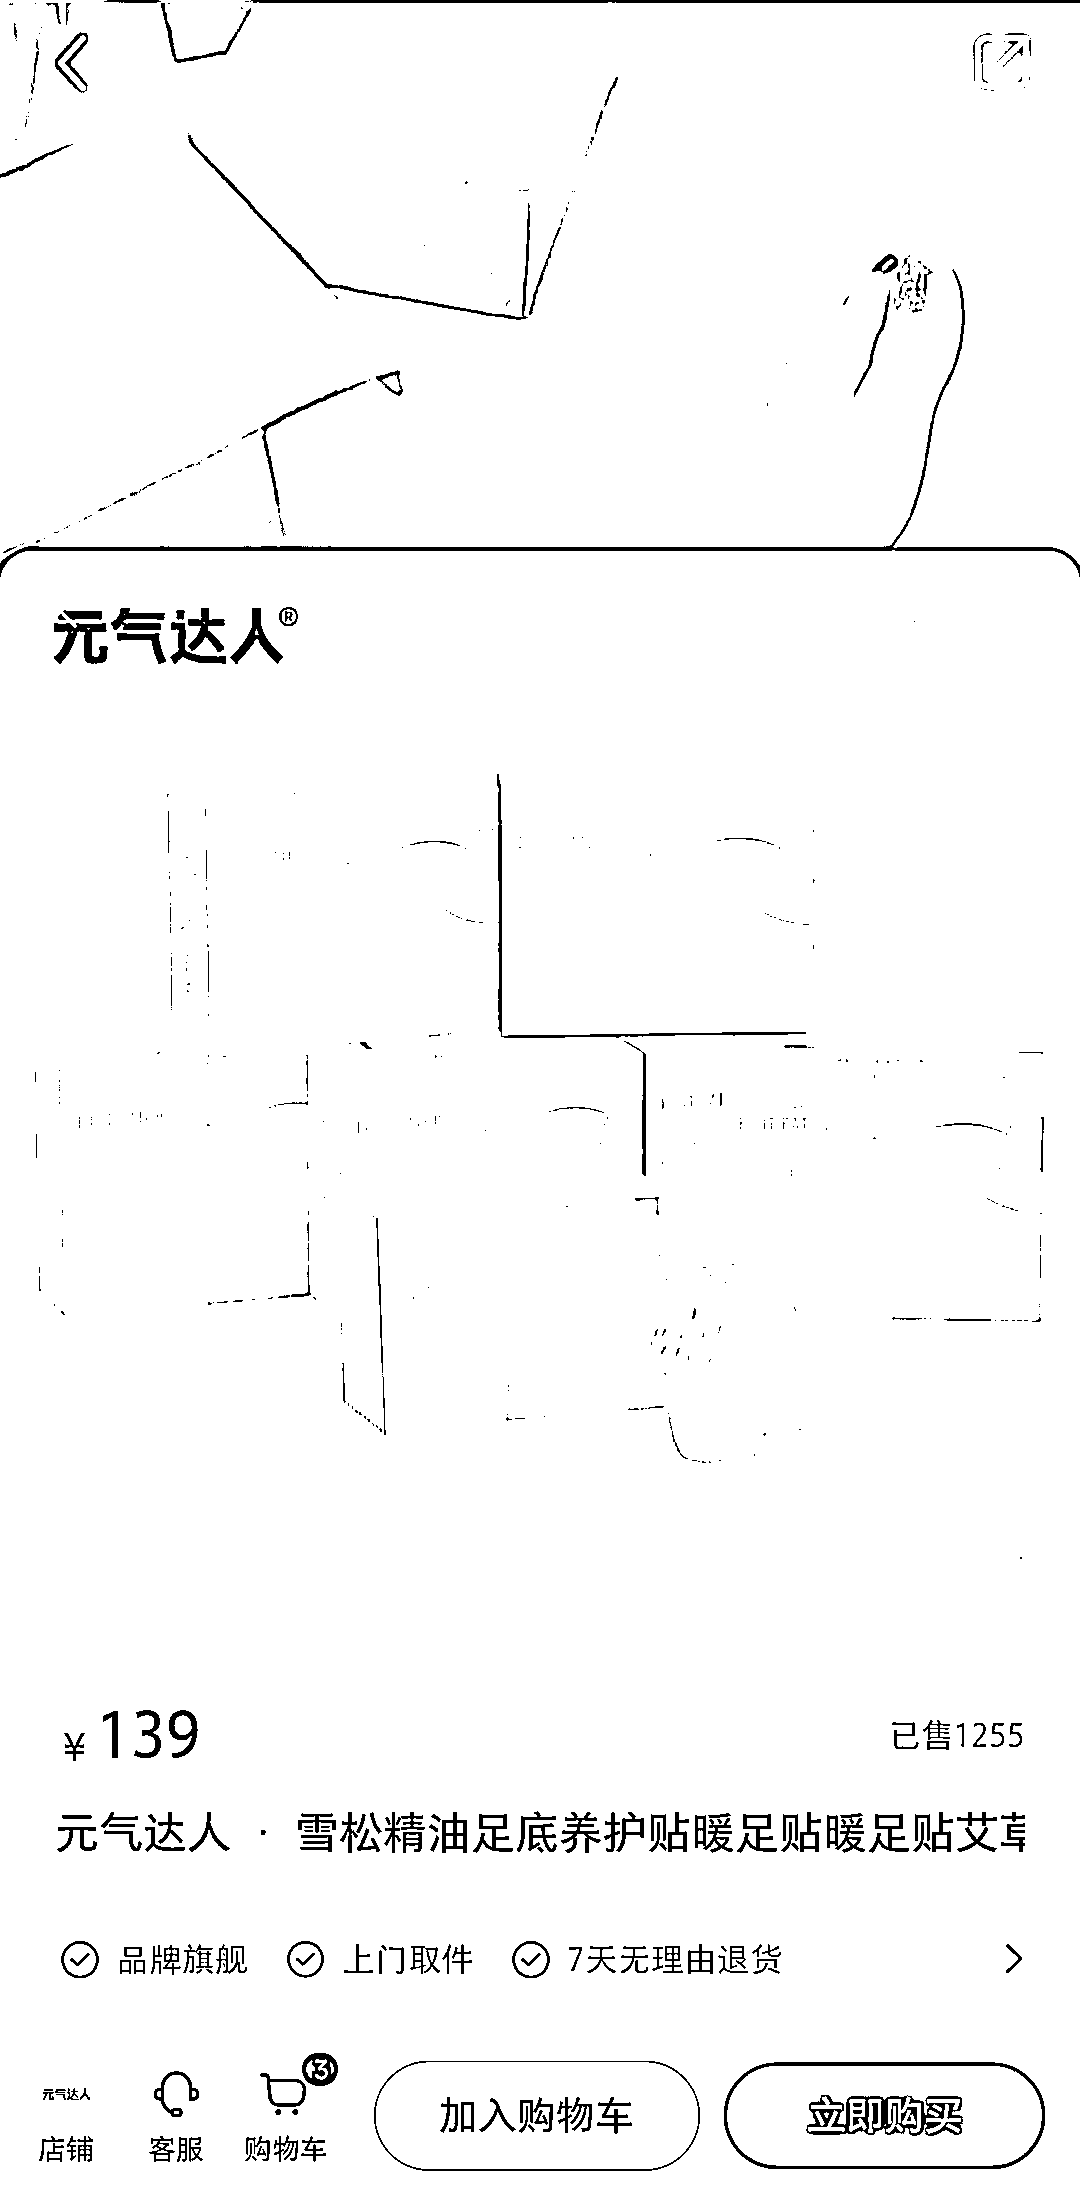 元气达人®
¥139
已售1255
元气达人 · 雪松精油足底养护贴暖足贴暖足贴艾草
品牌旗舰 上门取件 7天无理由退货
3
元气达人
店铺 客服 购物车 加入购物车 立即购买